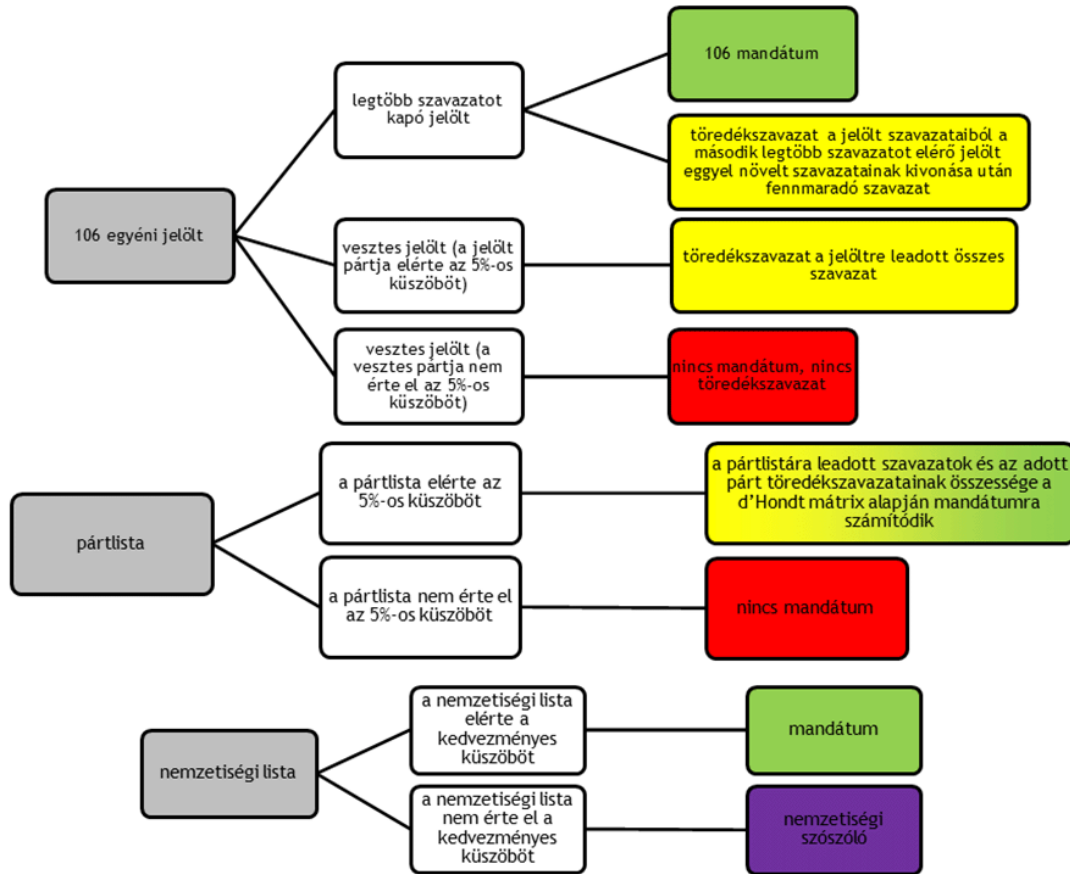 106 mandátum
legtöbb szavazatot
kapó jelölt
töredékszavazat a jelölt szavazataiból a
második legtöbb szavazatot elérő jelölt
eggyel növelt szavazatainak kivonása után
fennmaradó szavazat
106 egyéni jelölt
vesztes jelölt (a jelölt
pártja elérte az 5%-os
küszöböt)
töredékszavazat a jelöltre leadott összes
szavazat
vesztes jelölt (a
vesztes pártja nem
érte el az 5%-os
küszöböt)
nincs mandátum, nincs
töredékszavazat
a pártlista elérte az
5%-os küszöböt
a pártlistára leadott szavazatok és az adott
párt töredékszavazatainak összessége a
d'Hondt mátrix alapján mandátumra
számítódik
pártlista
a pártlista nem érte el
az 5%-os küszöböt
nincs mandátum
a nemzetiségi lista
elérte a
kedvezményes
küszöböt
mandátum
nemzetiségi lista
a nemzetiségi lista
nem érte el a
kedvezményes
küszöböt
nemzetiségi
szószóló